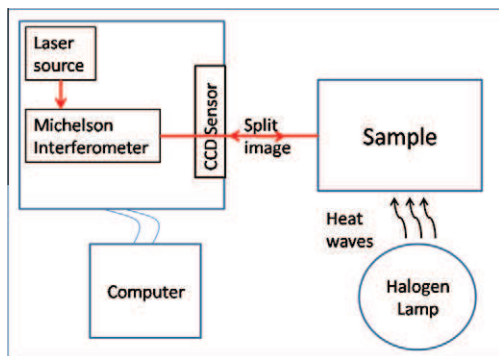 Laser
source
Michelson
Interferometer
CCD Sensor
Split
image
Sample
Heat
waves
Computer
Halogen
Lamp